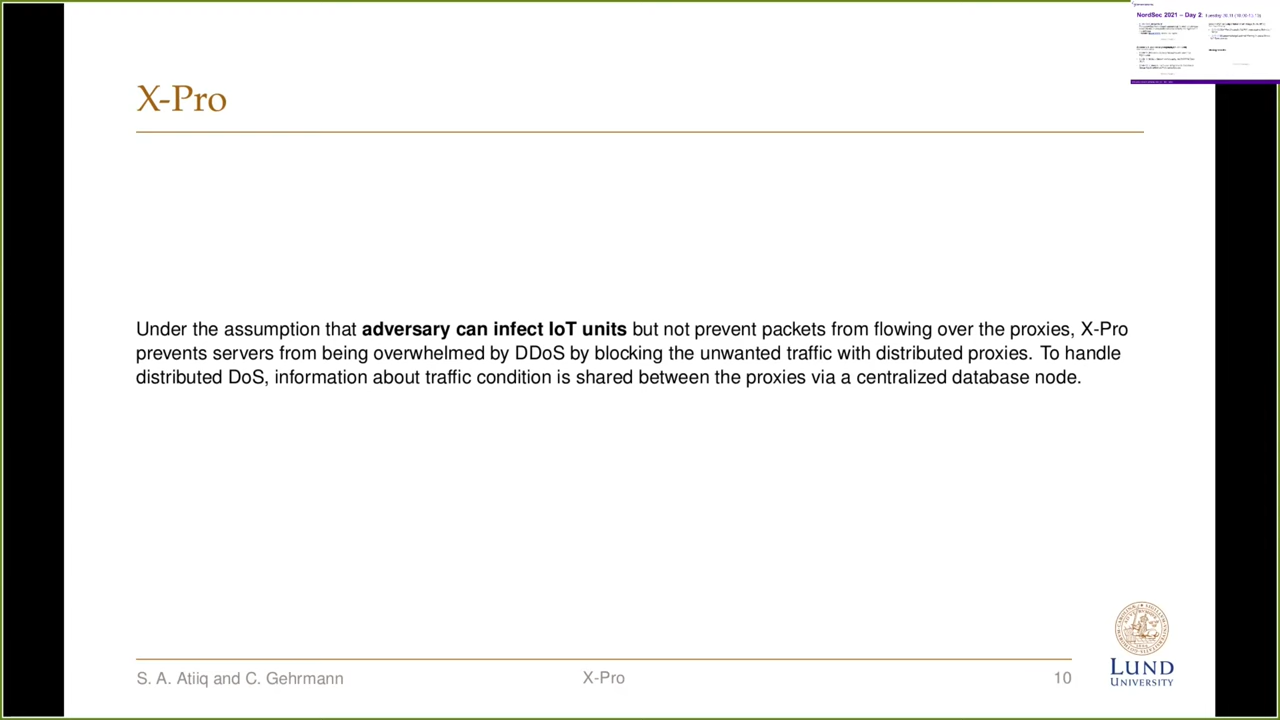 NordSec 2021 – Day 2:
X-Pro
Under the assumption that adversary can infect IoT units but not prevent packets from flowing over the proxies, X-Pro
prevents servers from being overwhelmed by DDoS by blocking the unwanted traffic with distributed proxies. To handle
distributed DoS, information about traffic condition is shared between the proxies via a centralized database node.
LUND
UNIVERSITY
S. A. Atiiq and C. Gehrmann
X-Pro
10